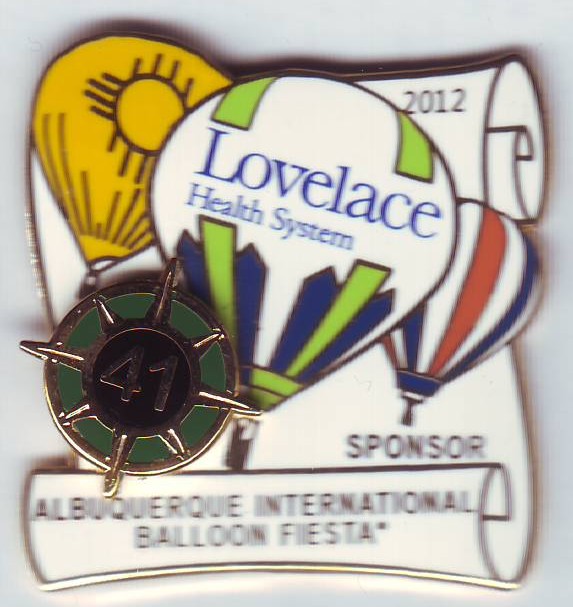 2012
Lovelace
Health System
41
SPONSOR
ALBUQUERQUE INTERNATIONAL
BALLOON FIESTA®